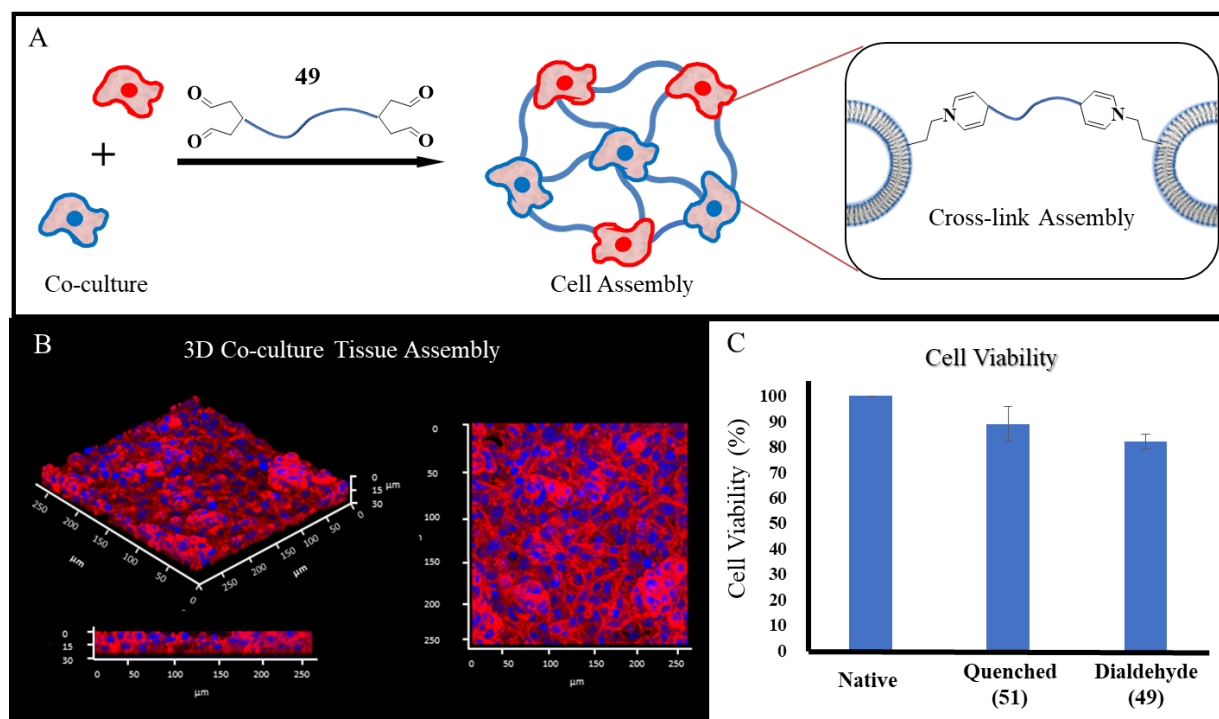 A
49
O
O
O
O
+
Co-culture
Cell Assembly
N
N
Cross-link Assembly
B
3D Co-culture Tissue Assembly
0
15
30
μm
250
200
150
100
50
0
μm
250
200
150
100
50
0
μm
0
15
30
0
50
100
150
200
250
μm
0
50
100
150
200
250
0
50
100
150
200
250
μm
C
Cell Viability
Cell Viability (%)
100
90
80
70
60
50
40
30
20
10
0
Native
Quenched
(51)
Dialdehyde
(49)